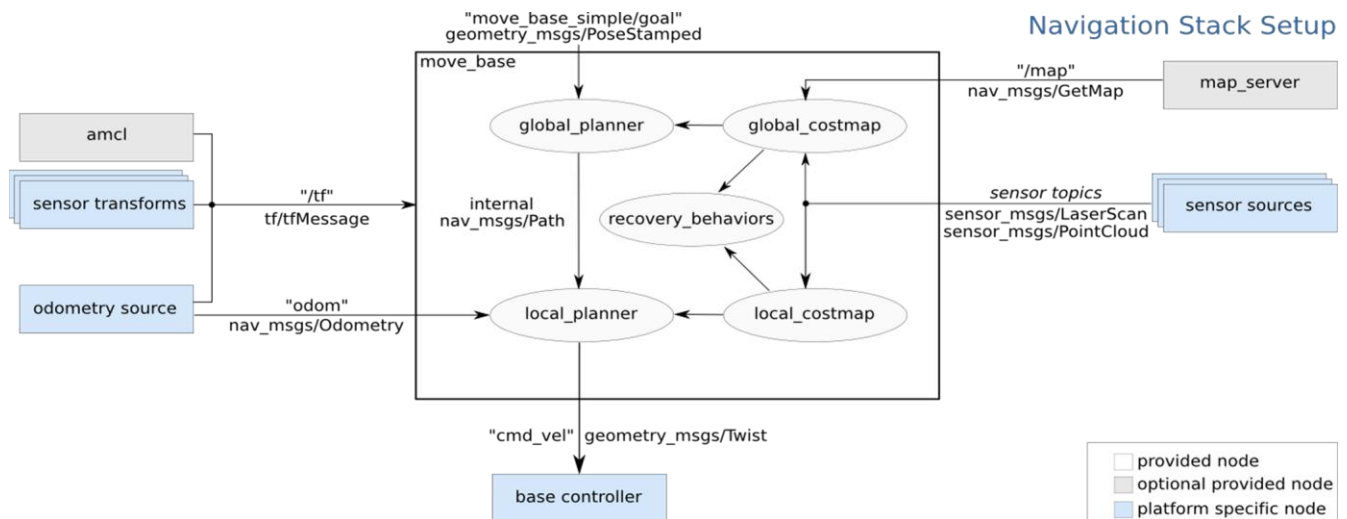 Navigation Stack Setup
"move_base_simple/goal"
geometry_msgs/PoseStamped
move_base
"/map"
nav_msgs/GetMap
map_server
global_planner
global_costmap
amcl
sensor transforms
"/tf"
tf/tfMessage
internal
nav_msgs/Path
recovery_behaviors
sensor topics
sensor_msgs/LaserScan
sensor_msgs/PointCloud
sensor sources
odometry source
"odom"
nav_msgs/Odometry
local_planner
local_costmap
"cmd_vel" geometry_msgs/Twist
base controller
provided node
optional provided node
platform specific node